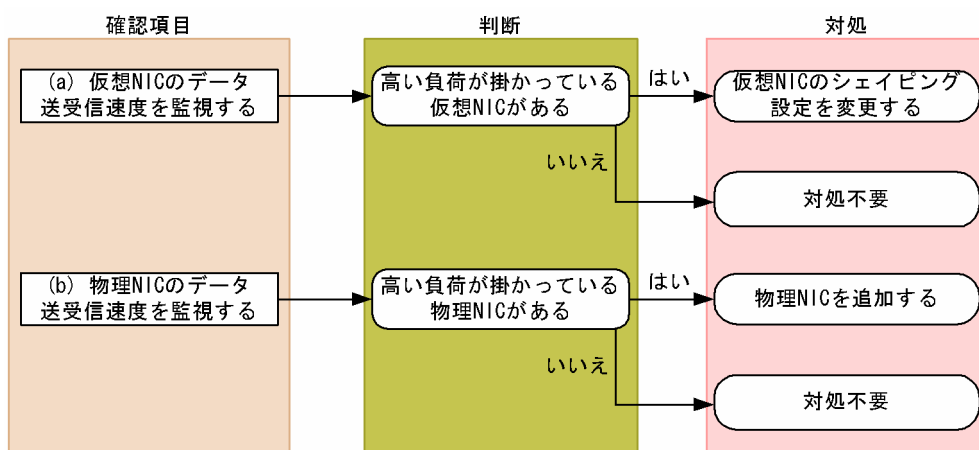 確認項目
判断
対処
(a) 仮想NICのデータ
送受信速度を監視する
高い負荷が掛かっている
仮想NICがある
はい
仮想NICのシェイピング
設定を変更する
いいえ
対処不要
(b) 物理NICのデータ
送受信速度を監視する
高い負荷が掛かっている
物理NICがある
はい
物理NICを追加する
いいえ
対処不要